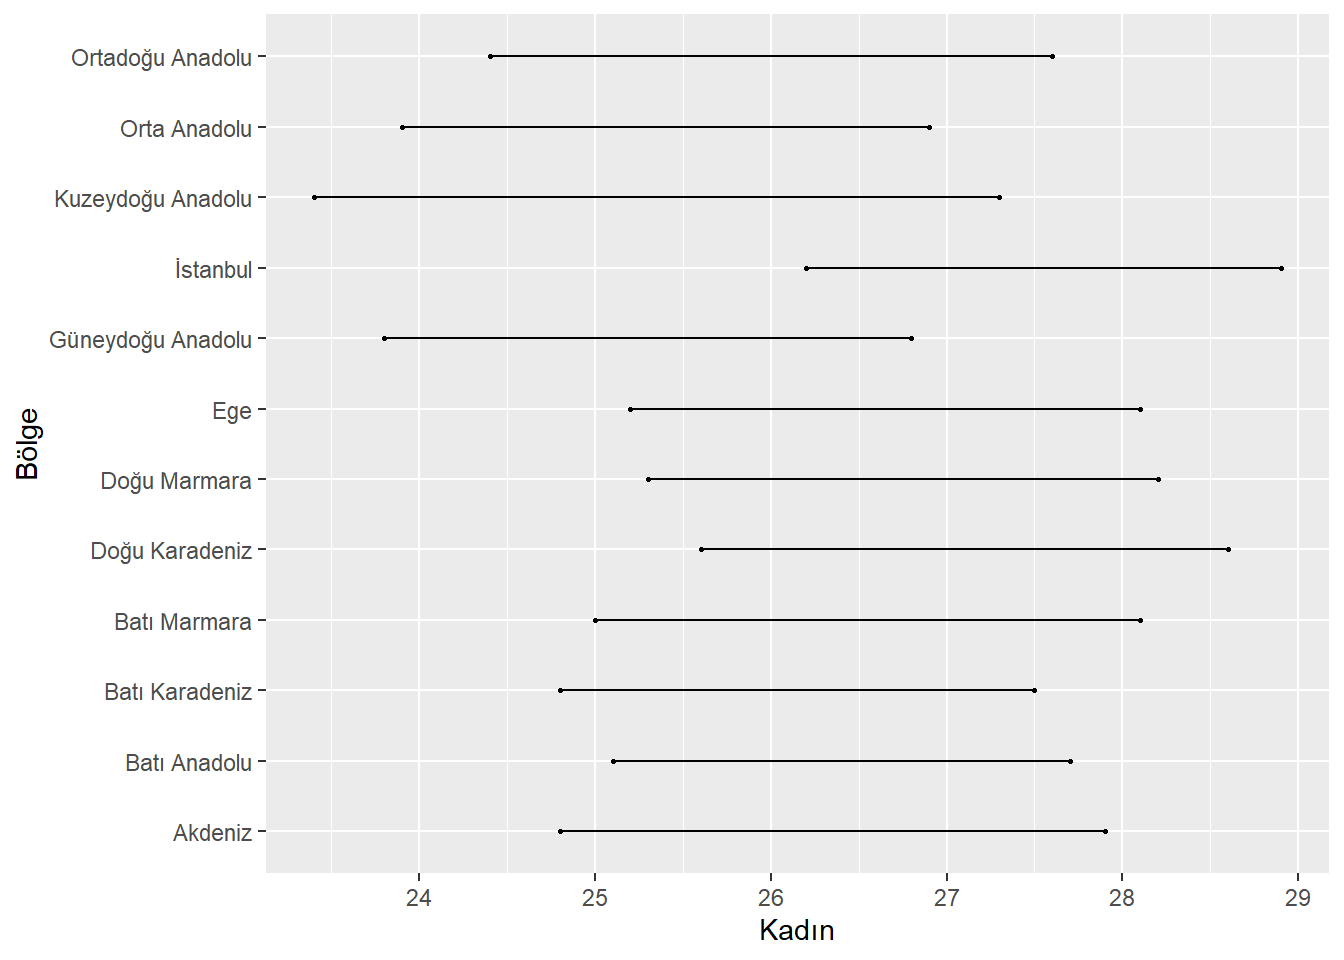 Ortadoğu Anadolu
Orta Anadolu
Kuzeydoğu Anadolu
İstanbul
Güneydoğu Anadolu
Ege
Doğu Marmara
Doğu Karadeniz
Batı Marmara
Batı Karadeniz
Batı Anadolu
Akdeniz
Bölge
24 25 26 27 28 29
Kadın